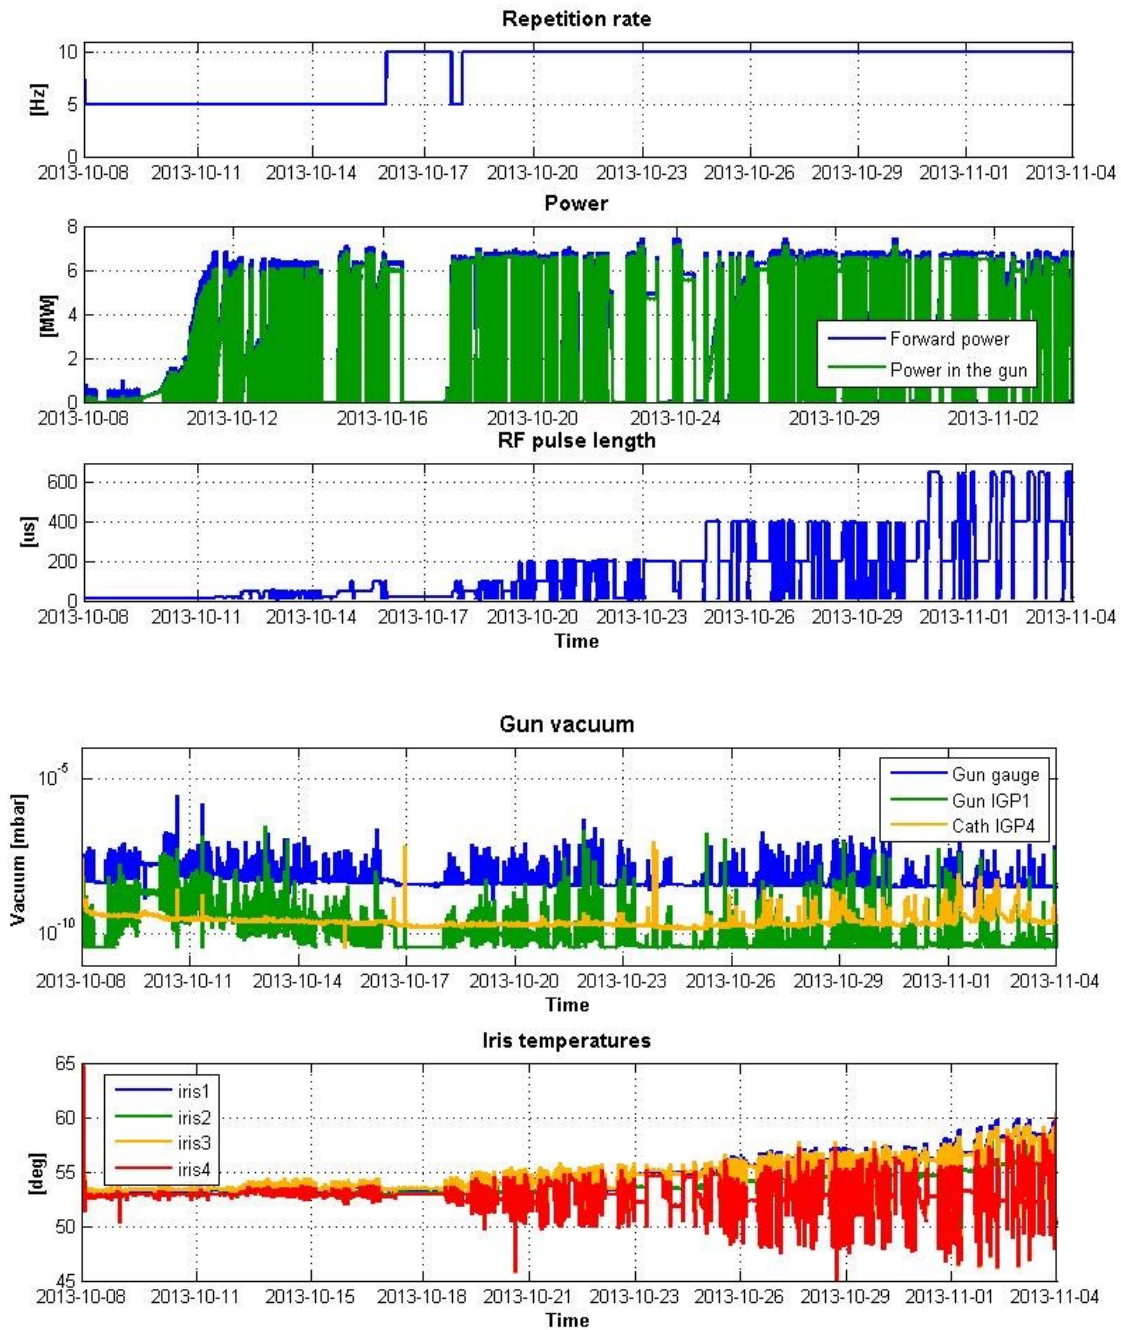 Repetition rate
10
5
0
[Hz]
2013-10-08 2013-10-11 2013-10-14 2013-10-17 2013-10-20 2013-10-23 2013-10-26 2013-10-29 2013-11-01 2013-11-04
Power
8
6
4
2
0
[MW]
Forward power
Power in the gun
2013-10-08 2013-10-12 2013-10-16 2013-10-20 2013-10-24 2013-10-29 2013-11-02
RF pulse length
600
400
200
0
[us]
2013-10-08 2013-10-11 2013-10-14 2013-10-17 2013-10-20 2013-10-23 2013-10-26 2013-10-29 2013-11-01 2013-11-04
Time
Gun vacuum
10^-5
10^-10
Vacuum [mbar]
Gun gauge
Gun IGP1
Cath IGP4
2013-10-08 2013-10-11 2013-10-14 2013-10-17 2013-10-20 2013-10-23 2013-10-26 2013-10-29 2013-11-01 2013-11-04
Time
Iris temperatures
65
60
55
50
45
[deg]
iris1
iris2
iris3
iris4
2013-10-08 2013-10-11 2013-10-15 2013-10-19 2013-10-21 2013-10-23 2013-10-26 2013-10-29 2013-11-01 2013-11-04
Time